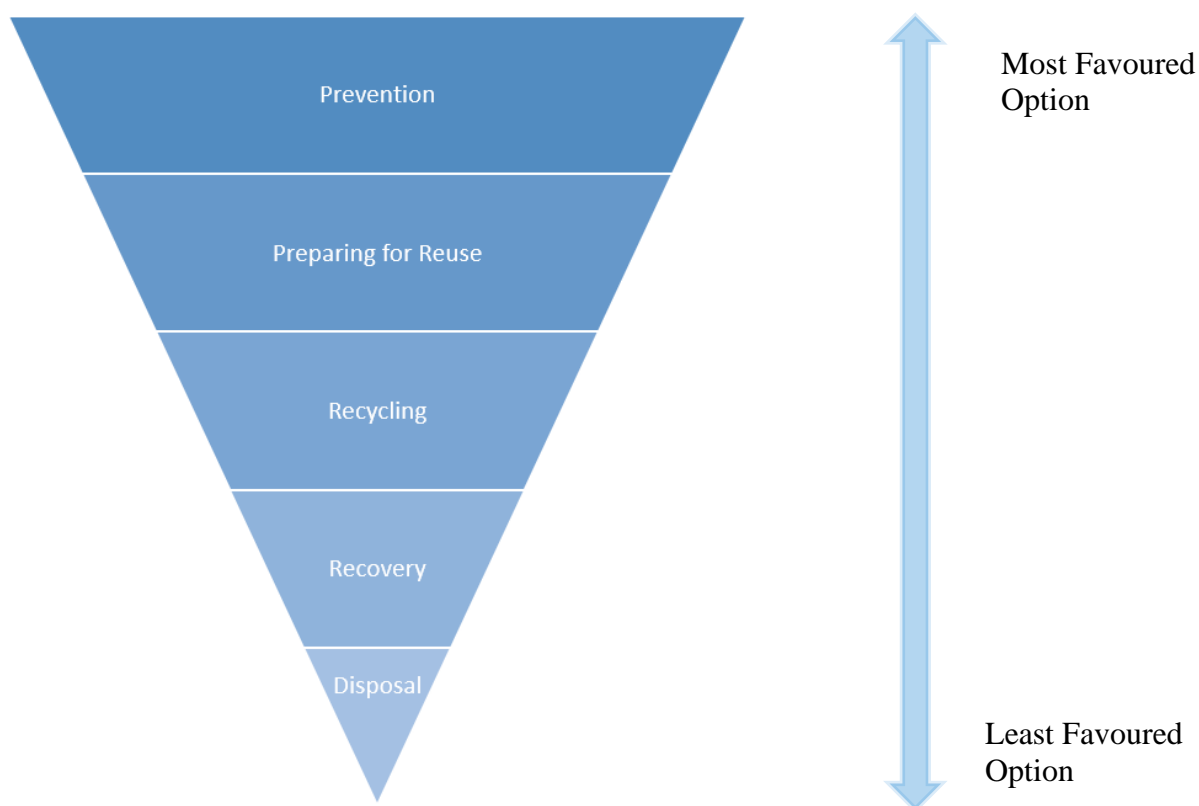 Prevention
Most Favoured
Option
Preparing for Reuse
Recycling
Recovery
Disposal
Least Favoured
Option